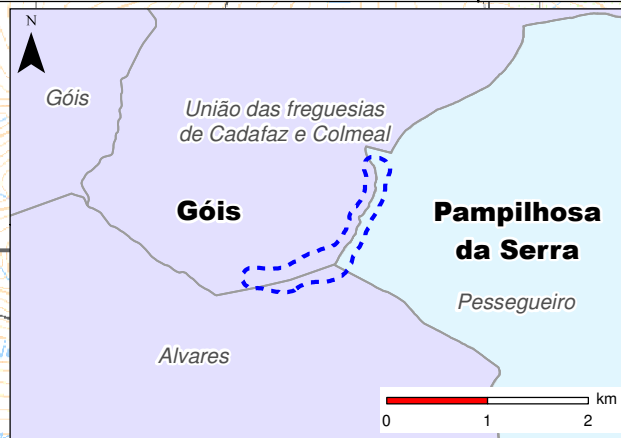 N
Góis
União das freguesias
de Cadafaz e Colmeal
Góis
Pampilhosa
da Serra
Pessegueiro
Alvares
km
0 1 2